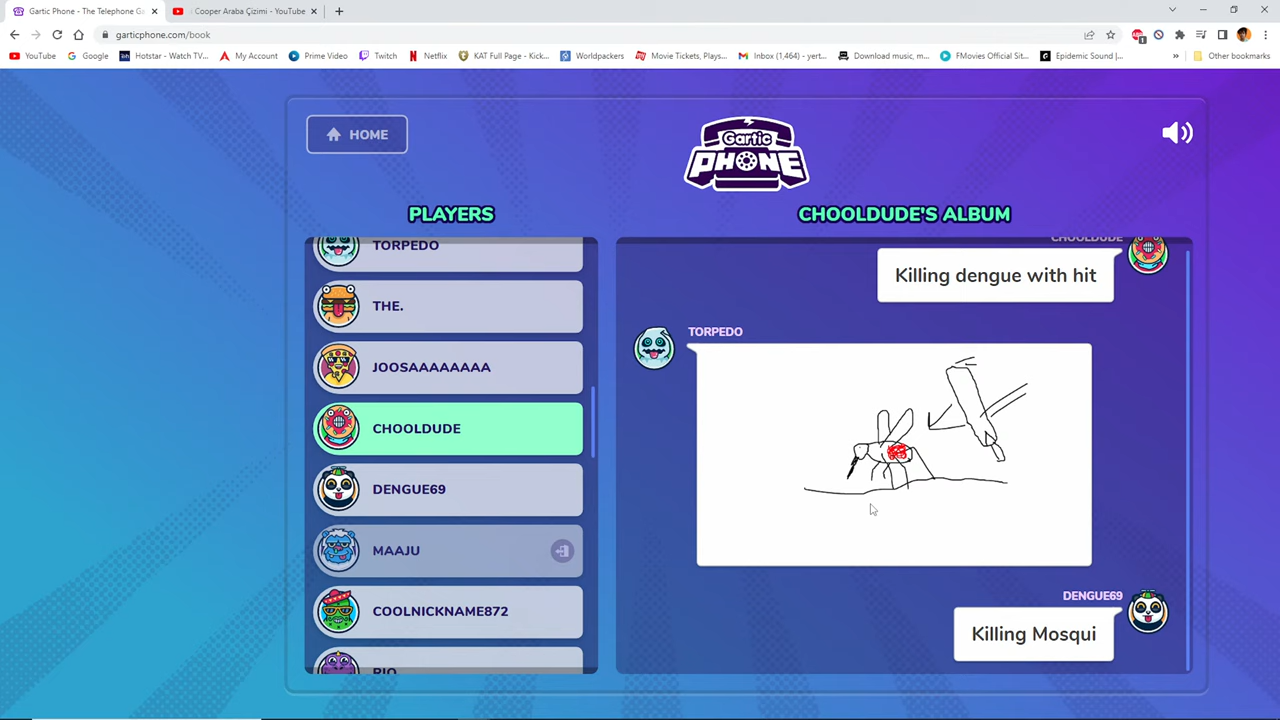 Gartic Phone - The Telephone Ga
Cooper Araba Çizimi - YouTube
garticphone.com/book
YouTube
Google
Hotstar - Watch TV...
My Account
Prime Video
Twitch
Netflix
KAT Full Page - Kick...
Worldpackers
Movie Tickets, Plays...
Inbox (1,464) - yert...
Download music, m...
FMovies Official Sit...
Epidemic Sound |...
Other bookmarks
HOME
Gartic
PHONE
PLAYERS
CHOOLDUDE'S ALBUM
TORPEDO
THE.
JOOSAAAAAAAA
CHOOLDUDE
DENGUE69
MAAJU
COOLNICKNAME872
RIO
CHOOLDUDE
Killing dengue with hit
TORPEDO
DENGUE69
Killing Mosqui